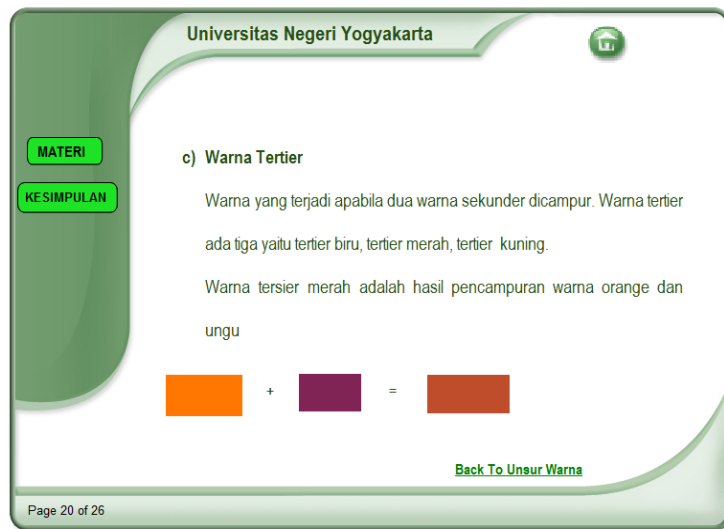 Universitas Negeri Yogyakarta
MATERI
KESIMPULAN
c) Warna Tertier
Warna yang terjadi apabila dua warna sekunder dicampur. Warna tertier
ada tiga yaitu tertier biru, tertier merah, tertier kuning.
Warna tersier merah adalah hasil pencampuran warna orange dan
ungu
+ =
Back To Unsur Warna
Page 20 of 26